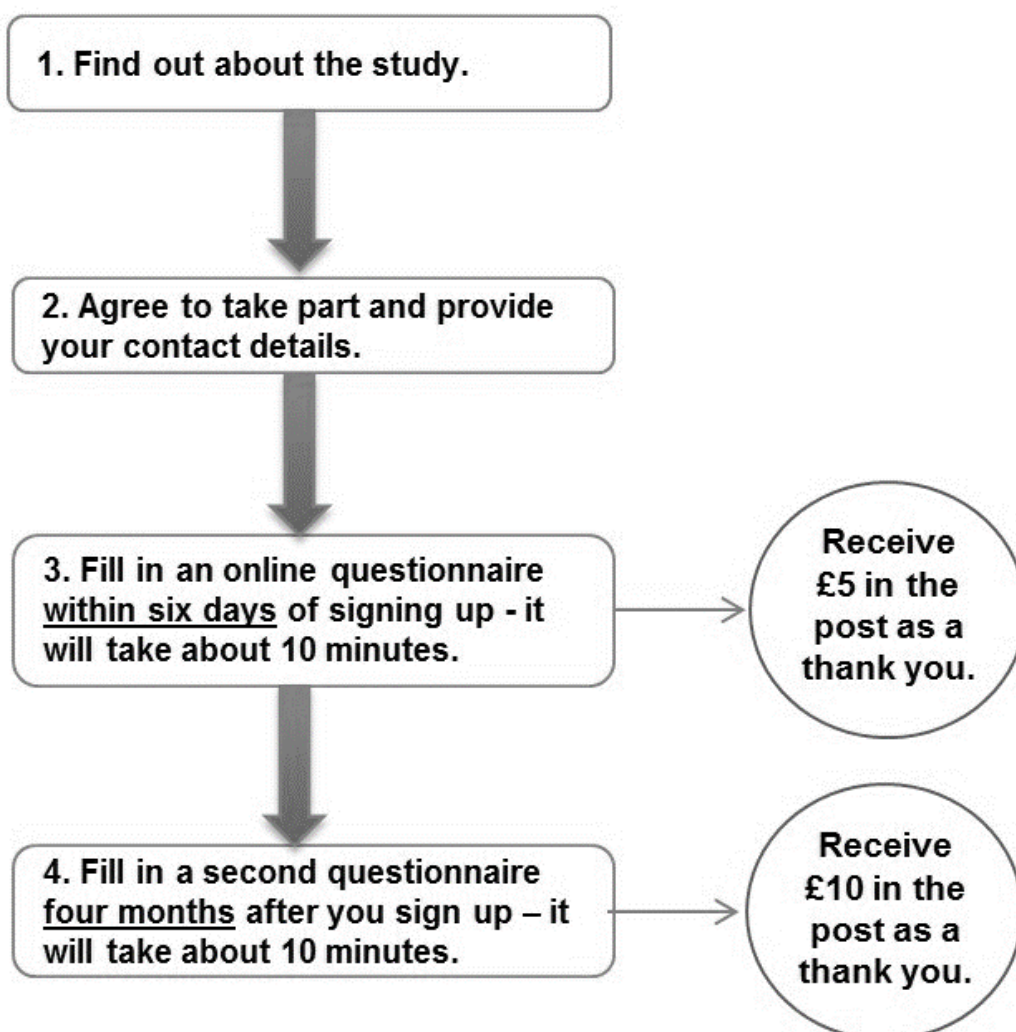 1. Find out about the study.
2. Agree to take part and provide
your contact details.
3. Fill in an online questionnaire
within six days of signing up - it
will take about 10 minutes.
Receive
£5 in the
post as a
thank you.
4. Fill in a second questionnaire
four months after you sign up – it
will take about 10 minutes.
Receive
£10 in the
post as a
thank you.